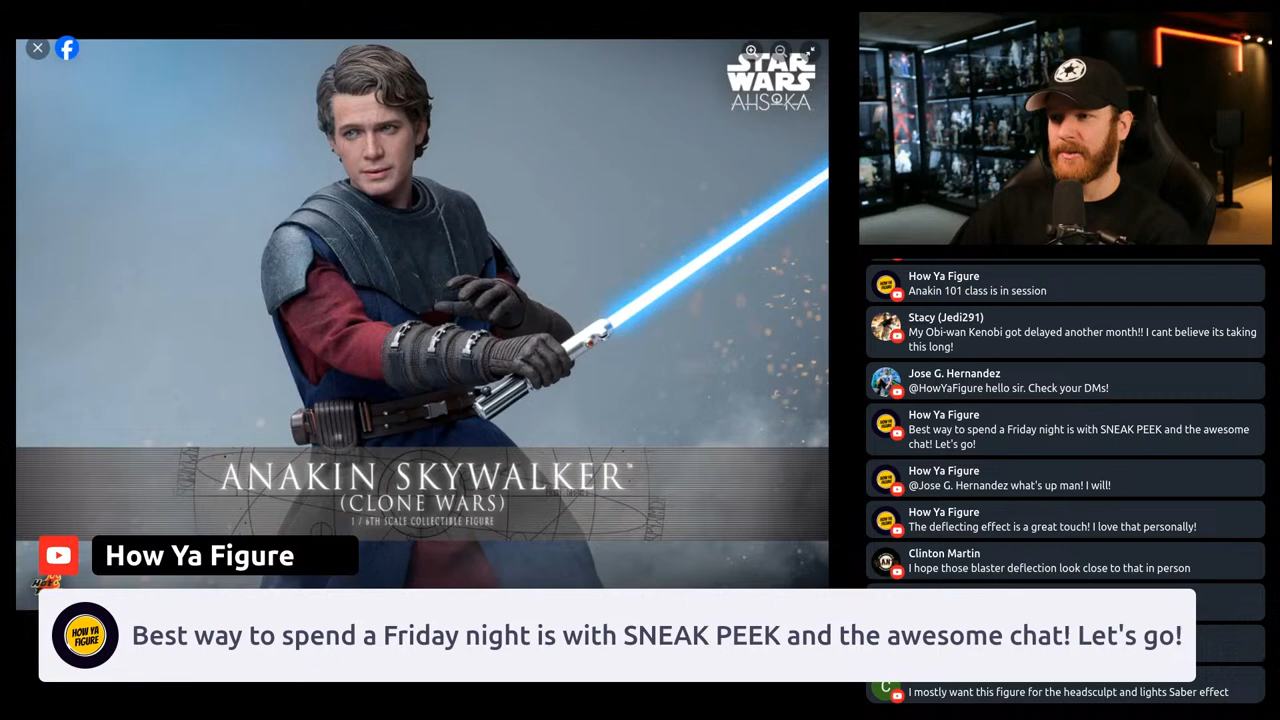 STAR
WARS
AHSOKA
ANAKIN SKYWALKER™
(CLONE WARS)
1 / 6TH SCALE COLLECTIBLE FIGURE
How Ya Figure
HOW YA
FIGURE
Best way to spend a Friday night is with SNEAK PEEK and the awesome chat! Let's go!
How Ya Figure
Anakin 101 class is in session
Stacy (Jedi291)
My Obi-wan Kenobi got delayed another month!! I cant believe its taking
this long!
Jose G. Hernandez
@HowYaFigure hello sir. Check your DMs!
How Ya Figure
Best way to spend a Friday night is with SNEAK PEEK and the awesome
chat! Let's go!
How Ya Figure
@Jose G. Hernandez what's up man! I will!
How Ya Figure
The deflecting effect is a great touch! I love that personally!
Clinton Martin
I hope those blaster deflection look close to that in person
C
I mostly want this figure for the headsculpt and lights Saber effect